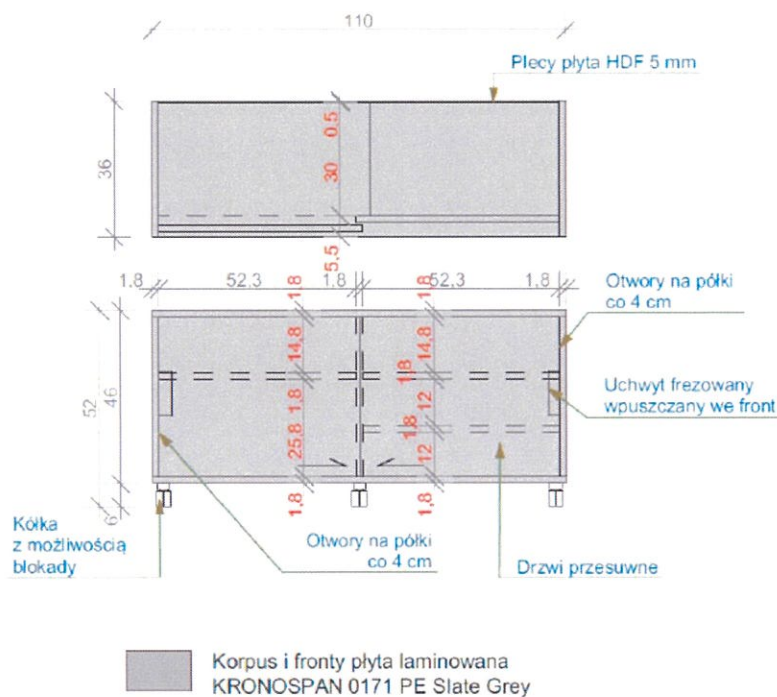 110
Plecy płyta HDF 5 mm
36
0,5
30
5,5
1.8
52,3
1,8
52,3
1.8
Otwory na półki
co 4 cm
52
46
6
1,8
14,8
1,8
25,8
1,8
1,8
14,8
1,8
12
1,8
12
1,8
Uchwyt frezowany
wpuszczany we front
Kółka
z możliwością
blokady
Otwory na półki
co 4 cm
Drzwi przesuwne
Korpus i fronty płyta laminowana
KRONOSPAN 0171 PE Slate Grey